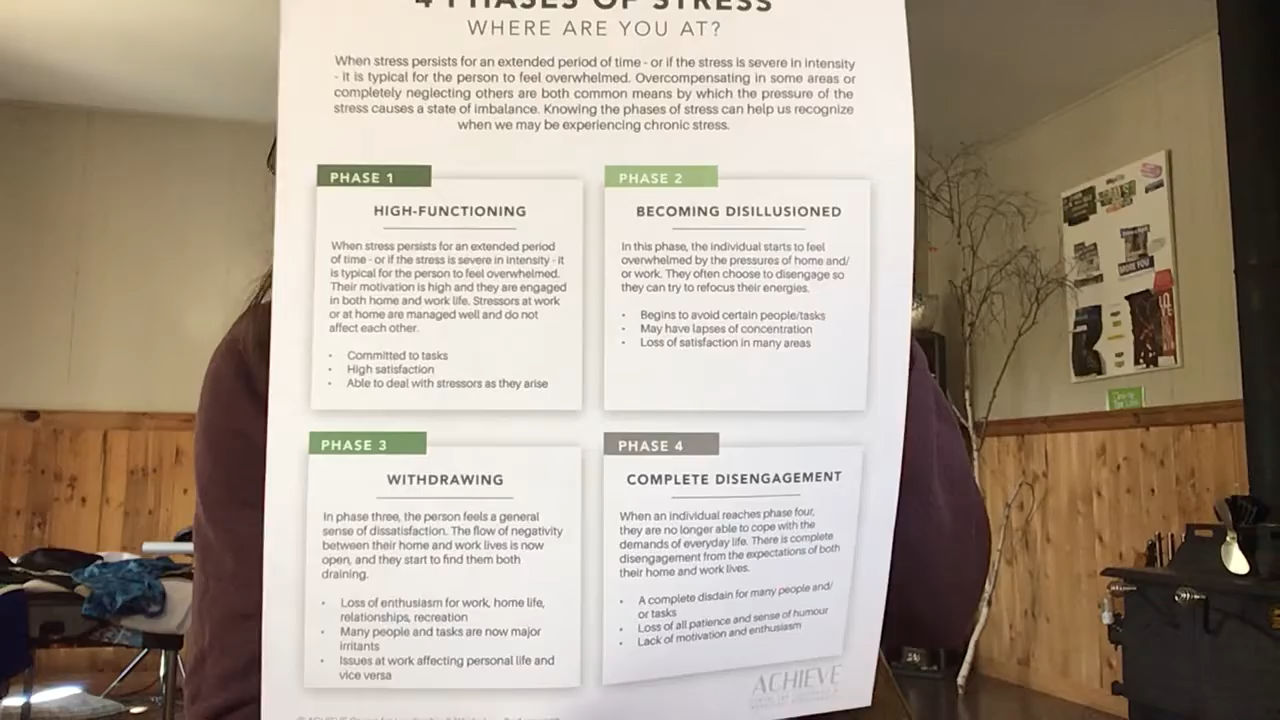 4 PHASES OF STRESS
WHERE ARE YOU AT?
When stress persists for an extended period of time - or if the stress is severe in intensity
- it is typical for the person to feel overwhelmed. Overcompensating in some areas or
completely neglecting others are both common means by which the pressure of the
stress causes a state of imbalance. Knowing the phases of stress can help us recognize
when we may be experiencing chronic stress.
PHASE 1
HIGH-FUNCTIONING
When stress persists for an extended period
of time - or if the stress is severe in intensity - it
is typical for the person to feel overwhelmed.
Their motivation is high and they are engaged
in both home and work life. Stressors at work
or at home are managed well and do not
affect each other.
• Committed to tasks
• High satisfaction
• Able to deal with stressors as they arise
PHASE 2
BECOMING DISILLUSIONED
In this phase, the individual starts to feel
overwhelmed by the pressures of home and/
or work. They often choose to disengage so
they can try to refocus their energies.
• Begins to avoid certain people/tasks
• May have lapses of concentration
• Loss of satisfaction in many areas
PHASE 3
WITHDRAWING
In phase three, the person feels a general
sense of dissatisfaction. The flow of negativity
between their home and work lives is now
open, and they start to find them both
draining.
• Loss of enthusiasm for work, home life,
relationships, recreation
• Many people and tasks are now major
irritants
• Issues at work affecting personal life and
vice versa
PHASE 4
COMPLETE DISENGAGEMENT
When an individual reaches phase four,
they are no longer able to cope with the
demands of everyday life. There is complete
disengagement from the expectations of both
their home and work lives.
• A complete disdain for many people and/
or tasks
• Loss of all patience and sense of humour
• Lack of motivation and enthusiasm
ACHIEVE
MORE YOU